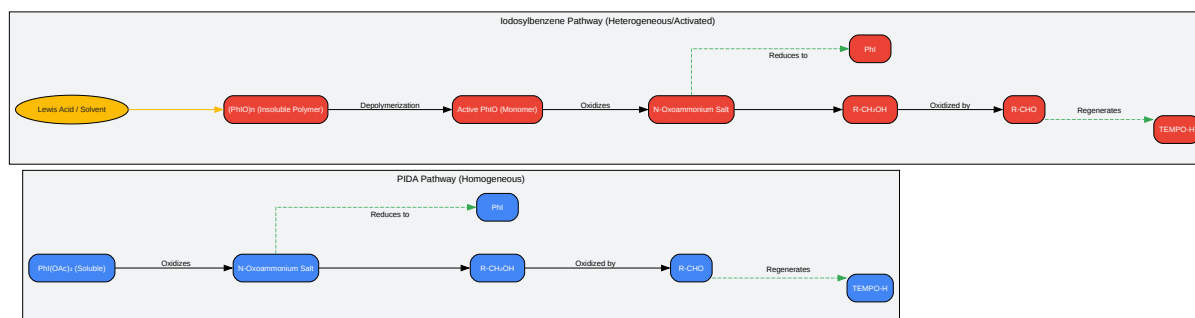 Iodosylbenzene Pathway (Heterogeneous/Activated)
PhI
Reduces to
Lewis Acid / Solvent
(PhIO)n (Insoluble Polymer)
Depolymerization
Active PhIO (Monomer)
Oxidizes
N-Oxoammonium Salt
R-CH₂OH
Oxidized by
R-CHO
Regenerates
TEMPO-H
PIDA Pathway (Homogeneous)
PhI
Reduces to
PhI(OAc)₂ (Soluble)
Oxidizes
N-Oxoammonium Salt
R-CH₂OH
Oxidized by
R-CHO
Regenerates
TEMPO-H